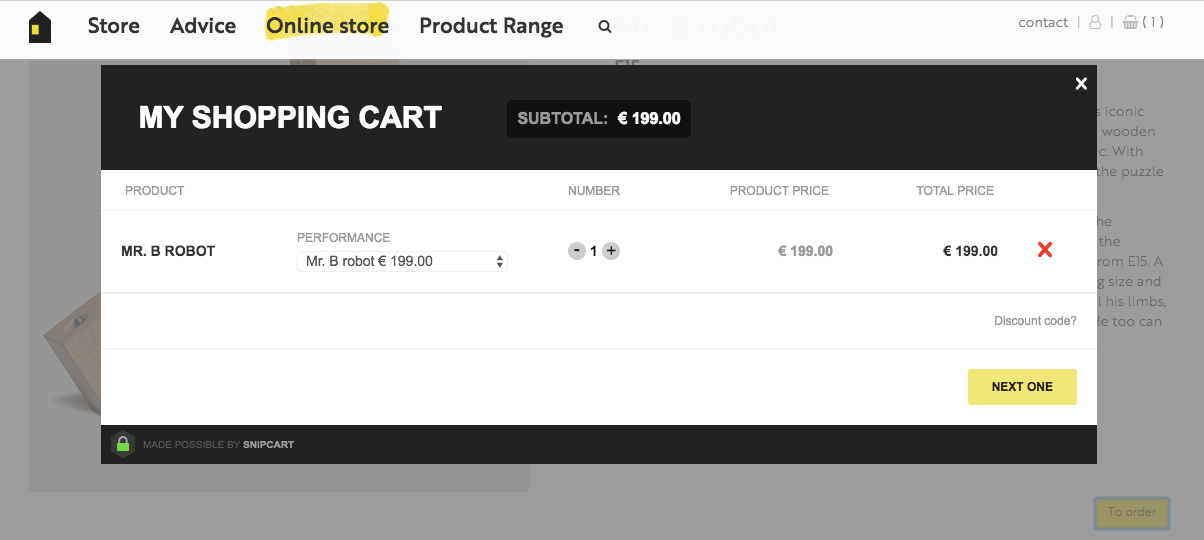 Store Advice Online store Product Range
contact | | ( 1 )
Mr. B robot
E15
MY SHOPPING CART
SUBTOTAL: € 199.00
PRODUCT NUMBER PRODUCT PRICE TOTAL PRICE
MR. B ROBOT
PERFORMANCE
Mr. B robot € 199.00
- 1 +
€ 199.00
€ 199.00
Discount code?
NEXT ONE
MADE POSSIBLE BY SNIPCART
s iconic
wooden
c. With
the puzzle
he
the
rom E15. A
g size and
l his limbs,
He too can
To order